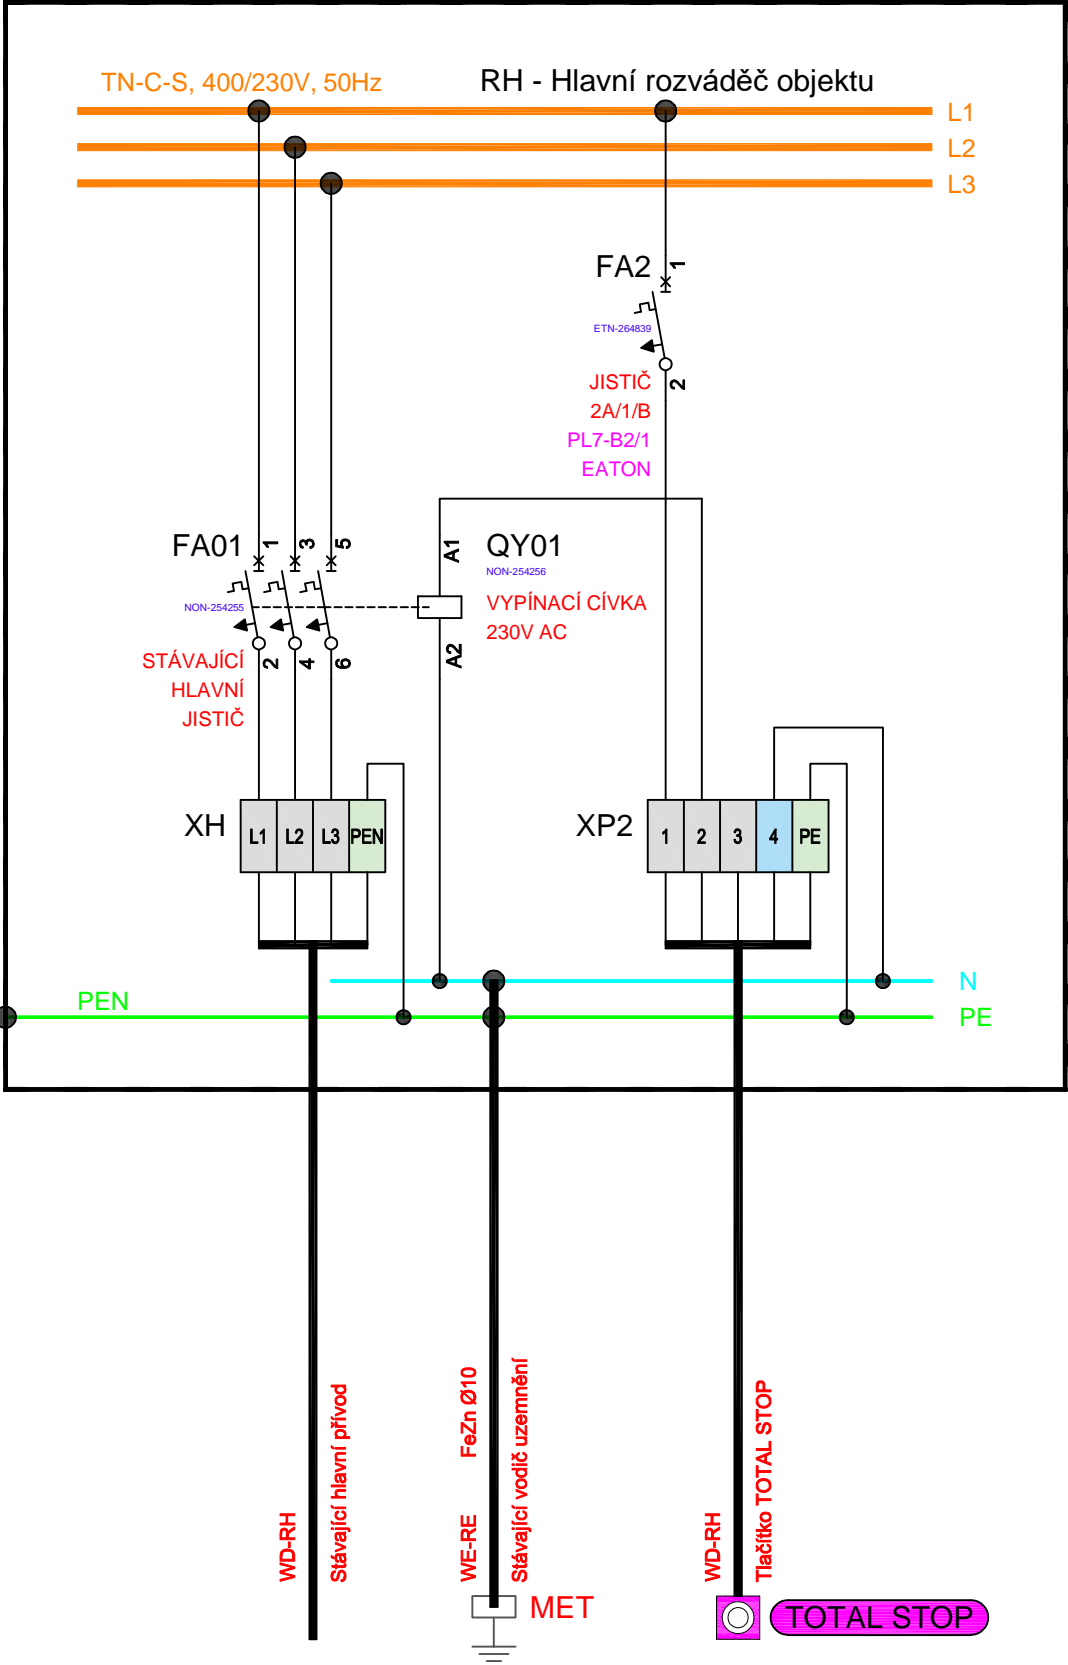 TN-C-S, 400/230V, 50Hz
RH - Hlavní rozváděč objektu
L1
L2
L3
FA2
1
ETN-264839
2
JISTIČ
2A/1/B
PL7-B2/1
EATON
FA01
1
3
5
A1
QY01
NON-254256
NON-254255
VYPÍNACÍ CÍVKA
230V AC
2
4
6
A2
STÁVAJÍCÍ
HLAVNÍ
JISTIČ
XH
L1
L2
L3
PEN
XP2
1
2
3
4
PE
N
PEN
PE
WD-RH
Stávající hlavní přívod
WE-RE
FeZn Ø10
Stávající vodič uzemnění
WD-RH
Tlačítko TOTAL STOP
MET
TOTAL STOP